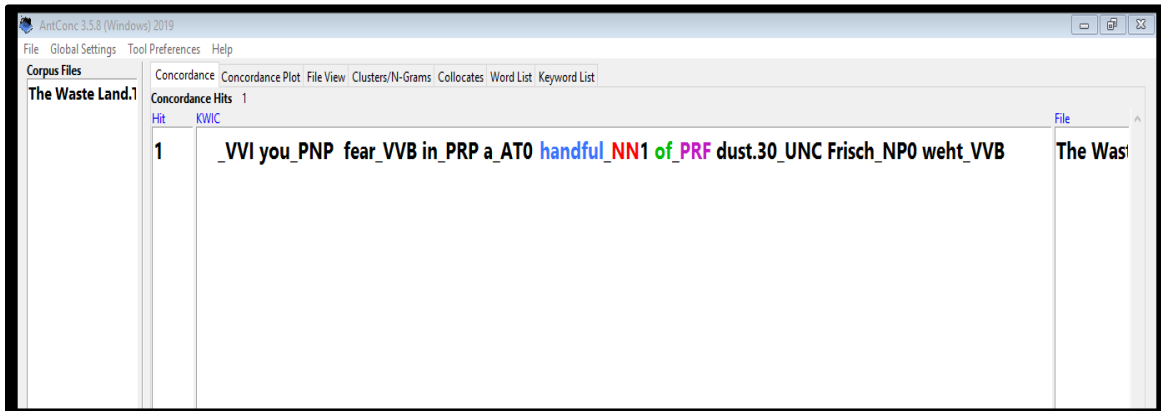 AntConc 3.5.8 (Windows) 2019
File Global Settings Tool Preferences Help
Corpus Files
Concordance Concordance Plot File View Clusters/N-Grams Collocates Word List Keyword List
The Waste Land.T
Concordance Hits 1
Hit KWIC File
1 _VVI you_PNP fear_VVB in_PRP a_AT0 handful_NN1 of_PRF dust.30_UNC Frisch_NP0 weht_VVB The Wast